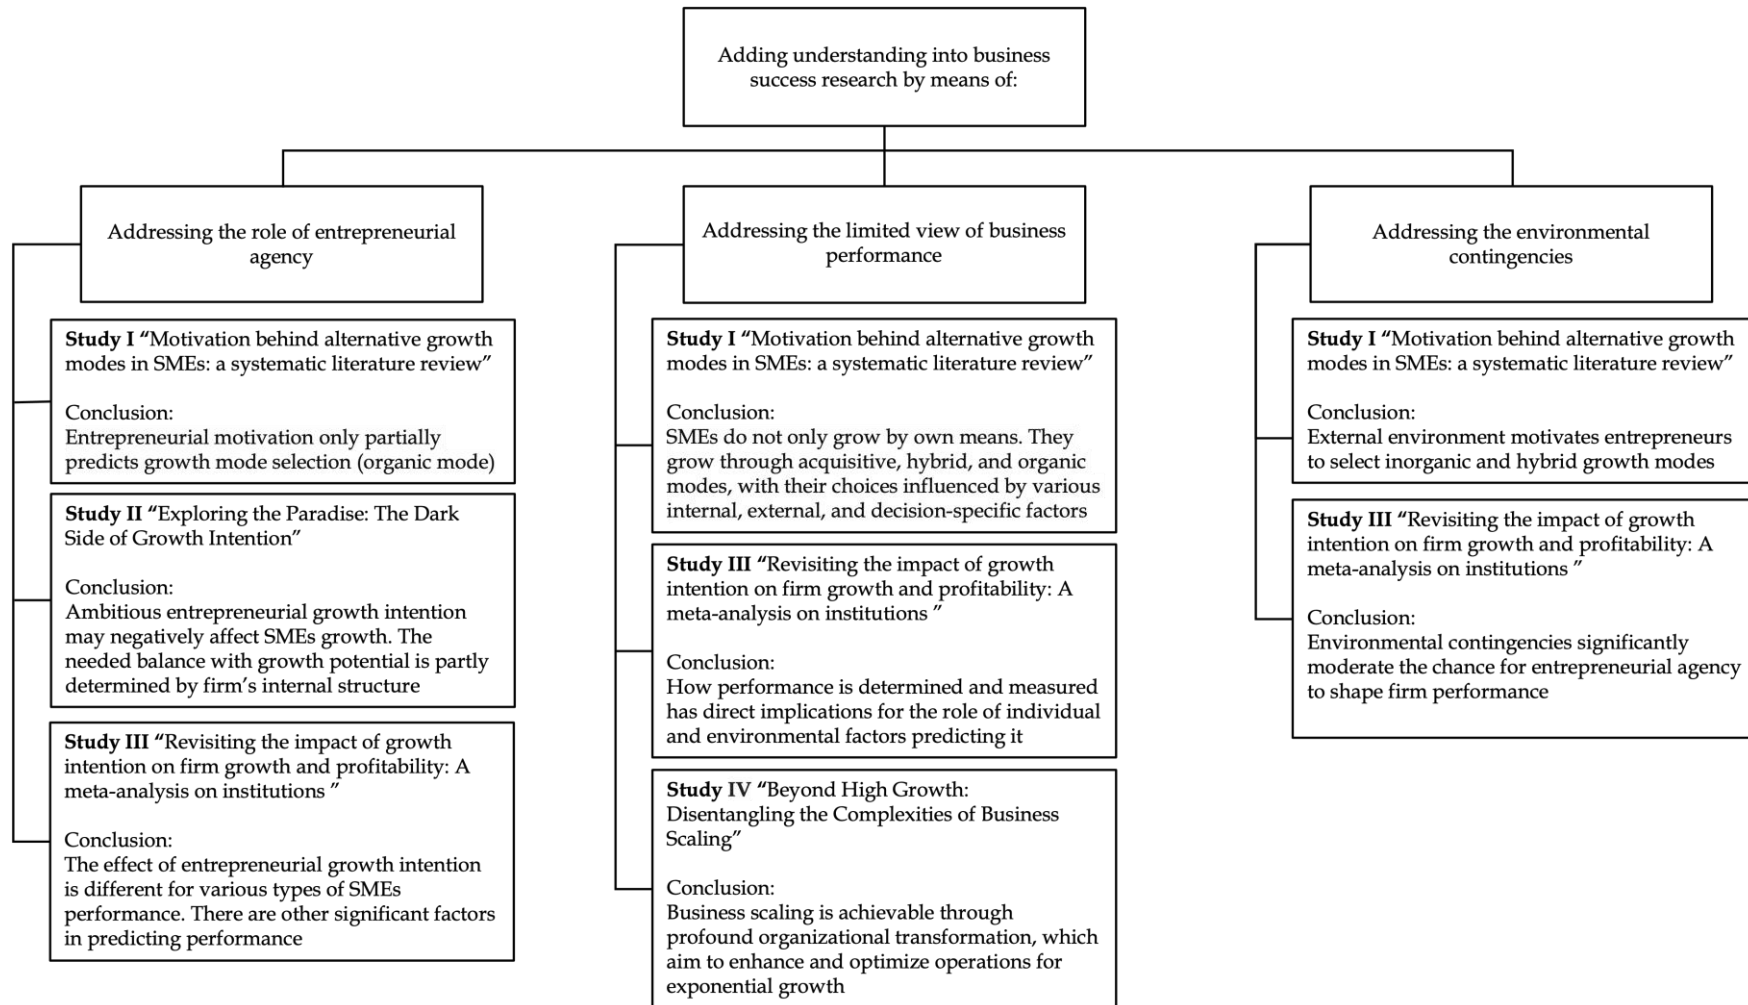 Adding understanding into business
success research by means of:
Addressing the role of entrepreneurial
agency
Study I “Motivation behind alternative growth
modes in SMEs: a systematic literature review”
Conclusion:
Entrepreneurial motivation only partially
predicts growth mode selection (organic mode)
Study II “Exploring the Paradise: The Dark
Side of Growth Intention”
Conclusion:
Ambitious entrepreneurial growth intention
may negatively affect SMEs growth. The
needed balance with growth potential is partly
determined by firm’s internal structure
Study III “Revisiting the impact of growth
intention on firm growth and profitability: A
meta-analysis on institutions ”
Conclusion:
The effect of entrepreneurial growth intention
is different for various types of SMEs
performance. There are other significant factors
in predicting performance
Addressing the limited view of business
performance
Study I “Motivation behind alternative growth
modes in SMEs: a systematic literature review”
Conclusion:
SMEs do not only grow by own means. They
grow through acquisitive, hybrid, and organic
modes, with their choices influenced by various
internal, external, and decision-specific factors
Study III “Revisiting the impact of growth
intention on firm growth and profitability: A
meta-analysis on institutions ”
Conclusion:
How performance is determined and measured
has direct implications for the role of individual
and environmental factors predicting it
Study IV “Beyond High Growth:
Disentangling the Complexities of Business
Scaling”
Conclusion:
Business scaling is achievable through
profound organizational transformation, which
aim to enhance and optimize operations for
exponential growth
Addressing the environmental
contingencies
Study I “Motivation behind alternative growth
modes in SMEs: a systematic literature review”
Conclusion:
External environment motivates entrepreneurs
to select inorganic and hybrid growth modes
Study III “Revisiting the impact of growth
intention on firm growth and profitability: A
meta-analysis on institutions ”
Conclusion:
Environmental contingencies significantly
moderate the chance for entrepreneurial agency
to shape firm performance